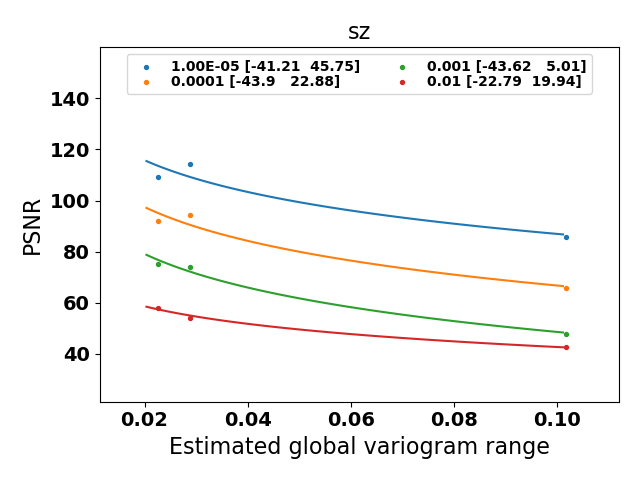 sz
1.00E-05 [-41.21  45.75]
0.0001 [-43.9   22.88]
0.001 [-43.62   5.01]
0.01 [-22.79  19.94]
140
120
100
80
60
40
PSNR
0.02 0.04 0.06 0.08 0.10
Estimated global variogram range